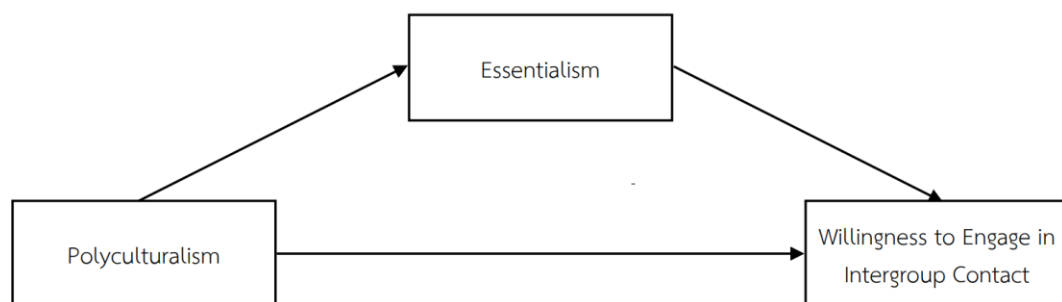 Essentialism
Polyculturalism
Willingness to Engage in
Intergroup Contact